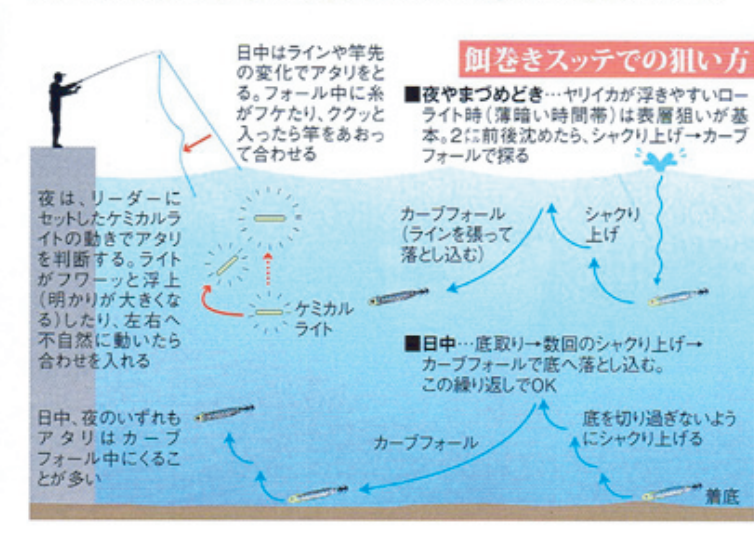 餌巻きスッテでの狙い方
日中はラインや竿先
の変化でアタリをと
る。フォール中に糸
がフケたり、ククッと
入ったら竿をあおっ
て合わせる
■夜やまづめどき…ヤリイカが浮きやすいロー
ライト時(薄暗い時間帯)は表層狙いが基
本。2㍍前後沈めたら、シャクリ上げ→カーブ
フォールで探る
夜は、リーダーに
セットしたケミカルラ
イトの動きでアタリ
を判断する。ライト
がフワーッと浮上
(明かりが大きくな
る)したり、左右へ
不自然に動いたら
合わせを入れる
ケミカル
ライト
カーブフォール
(ラインを張って
落とし込む)
シャクリ
上げ
■日中…底取り→数回のシャクリ上げ→
カーブフォールで底へ落とし込む。
この繰り返しでOK
日中、夜のいずれも
アタリはカーブ
フォール中にくるこ
とが多い
カーブフォール
底を切り過ぎないよう
にシャクリ上げる
着底